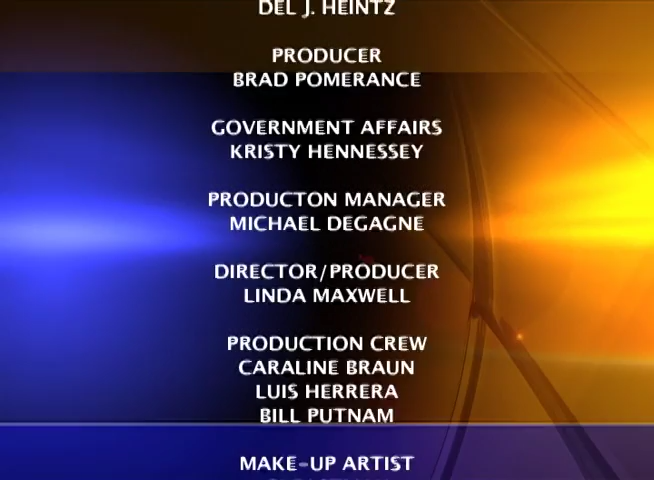 DEL J. HEINTZ
PRODUCER
BRAD POMERANCE
GOVERNMENT AFFAIRS
KRISTY HENNESSEY
PRODUCTON MANAGER
MICHAEL DEGAGNE
DIRECTOR/PRODUCER
LINDA MAXWELL
PRODUCTION CREW
CARALINE BRAUN
LUIS HERRERA
BILL PUTNAM
MAKE-UP ARTIST